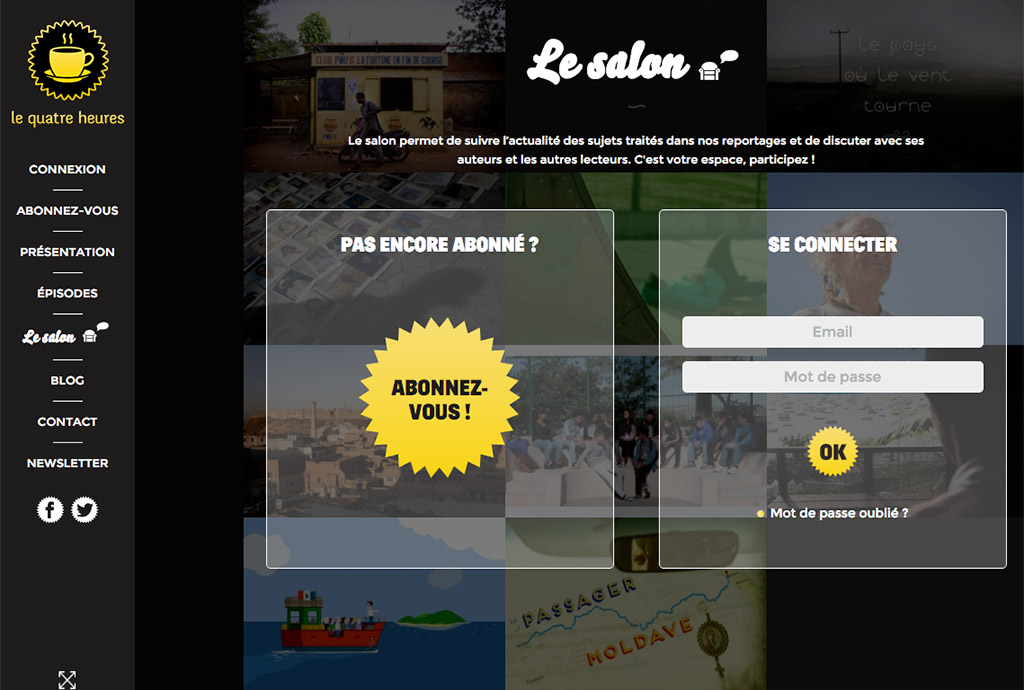 le quatre heures
CONNEXION
ABONNEZ-VOUS
PRÉSENTATION
ÉPISODES
Le salon
BLOG
CONTACT
NEWSLETTER
CLUB PMU'B LA FORTUNE EN FIN DE COURSE
Le salon
Le pays
ou le vent
tourne
Le salon permet de suivre l'actualité des sujets traités dans nos reportages et de discuter avec ses
auteurs et les autres lecteurs. C'est votre espace, participez !
PAS ENCORE ABONNÉ ?
ABONNEZ-
VOUS !
SE CONNECTER
Email
Mot de passe
OK
Mot de passe oublié ?
PASSAGER
MOLDAVE